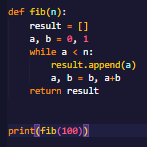 def fib(n):
    result = []
    a, b = 0, 1
    while a < n:
        result.append(a)
        a, b = b, a+b
    return result

print(fib(100))